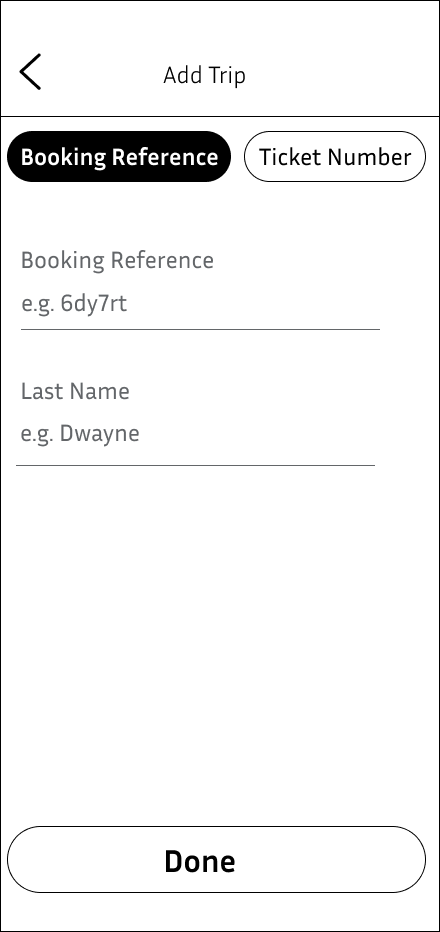 Add Trip
Booking Reference
Ticket Number
Booking Reference
e.g. 6dy7rt
Last Name
e.g. Dwayne
Done